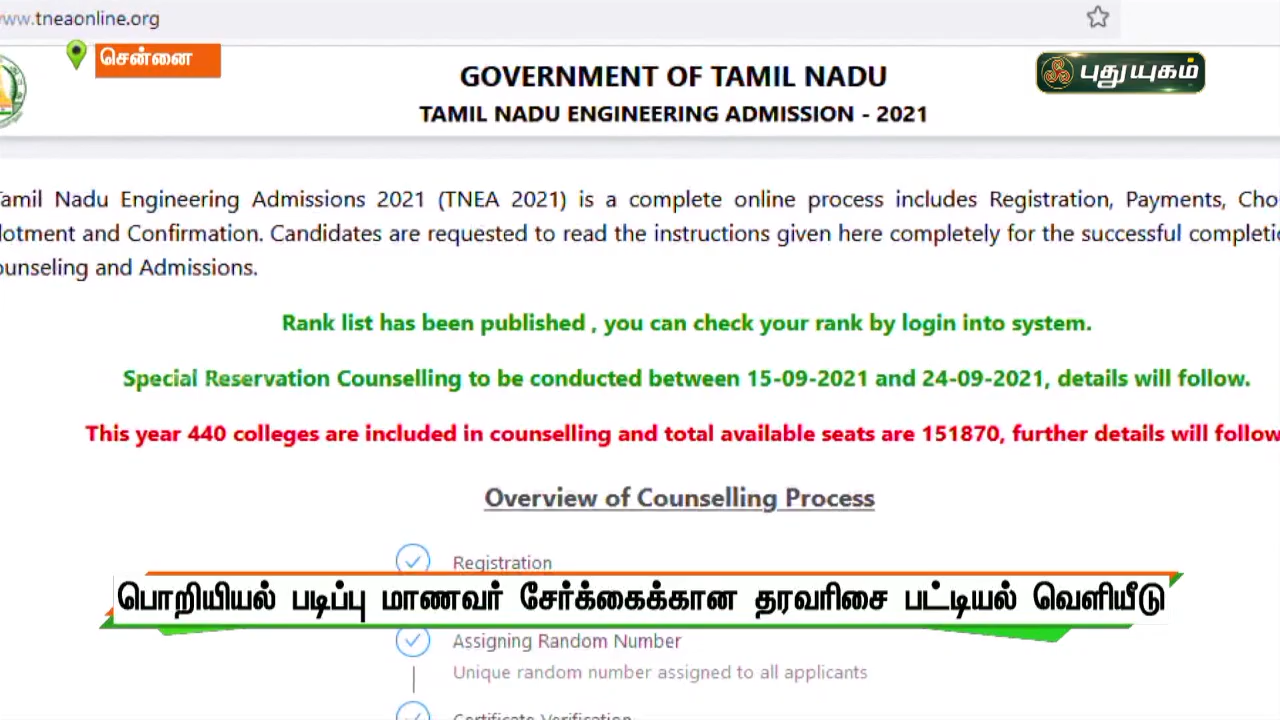 www.tneaonline.org
சென்னை
புதுயுகம்
GOVERNMENT OF TAMIL NADU
TAMIL NADU ENGINEERING ADMISSION - 2021
Tamil Nadu Engineering Admissions 2021 (TNEA 2021) is a complete online process includes Registration, Payments, Cho
lotment and Confirmation. Candidates are requested to read the instructions given here completely for the successful completi
ounseling and Admissions.
Rank list has been published , you can check your rank by login into system.
Special Reservation Counselling to be conducted between 15-09-2021 and 24-09-2021, details will follow.
This year 440 colleges are included in counselling and total available seats are 151870, further details will follow
Overview of Counselling Process
Registration
பொறியியல் படிப்பு மாணவர் சேர்க்கைக்கான தரவரிசை பட்டியல் வெளியீடு
Assigning Random Number
Unique random number assigned to all applicants
Certificate Verification